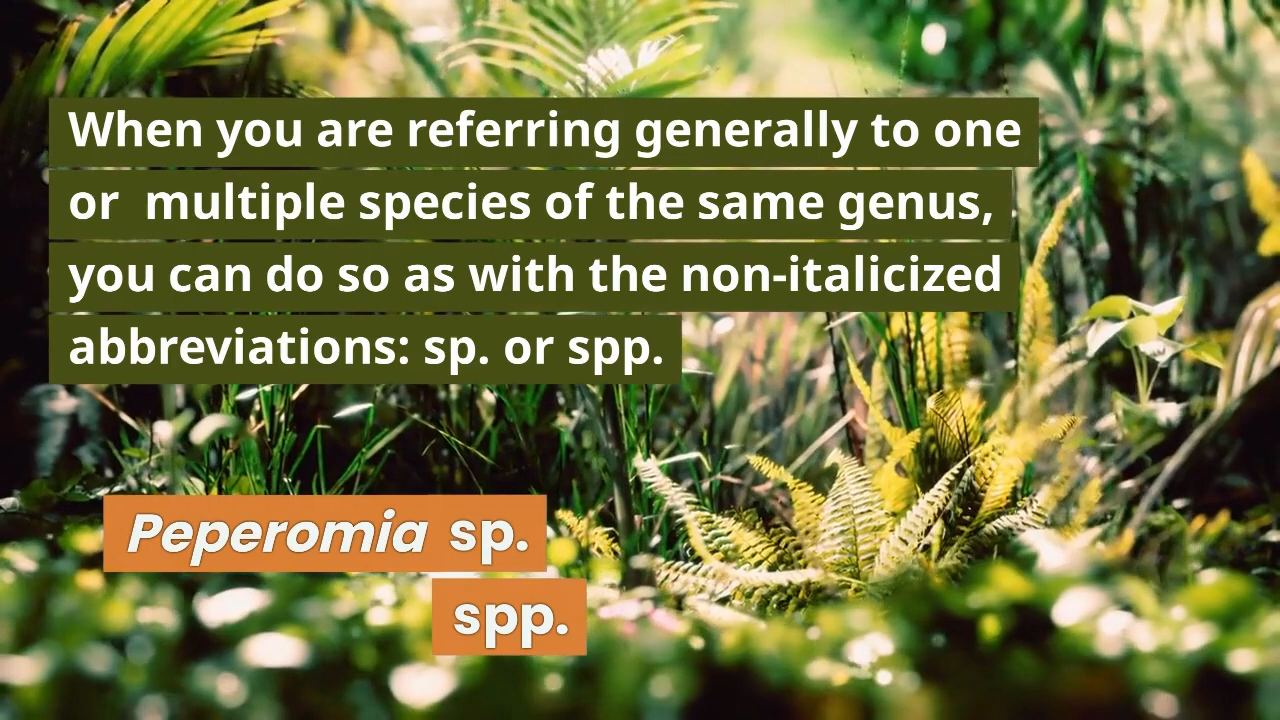 When you are referring generally to one
or  multiple species of the same genus,
you can do so as with the non-italicized
abbreviations: sp. or spp.
Peperomia sp.
spp.